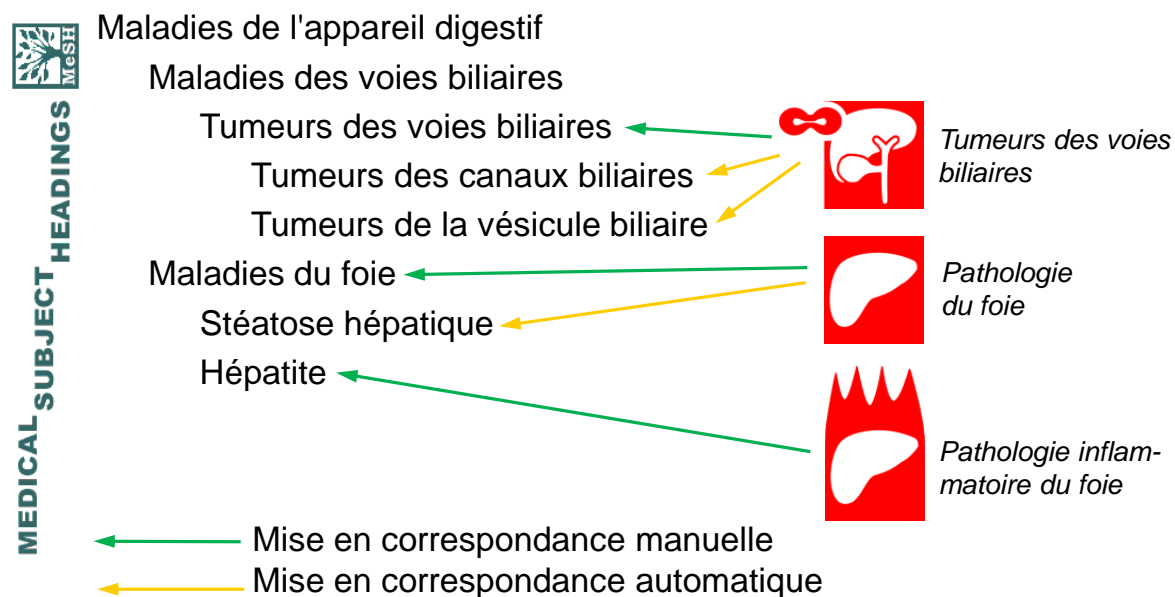 Maladies de l'appareil digestif
MeSH
MEDICAL SUBJECT HEADINGS
Maladies des voies biliaires
Tumeurs des voies biliaires
Tumeurs des voies
biliaires
Tumeurs des canaux biliaires
Tumeurs de la vésicule biliaire
Maladies du foie
Pathologie
du foie
Stéatose hépatique
Hépatite
Pathologie inflam-
matoire du foie
Mise en correspondance manuelle
Mise en correspondance automatique